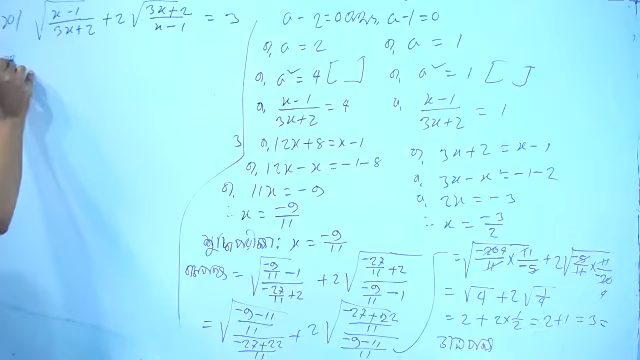 ২০। √((x-1)/(3x+2)) + 2√((3x+2)/(x-1)) = 3
a - 2 = 0 অথবা, a - 1 = 0
বা, a = 2
বা, a = 1
বা, a² = 4 [ ]
বা, a² = 1 [ ]
বা, (x-1)/(3x+2) = 4
বা, (x-1)/(3x+2) = 1
বা, 12x + 8 = x - 1
বা, 12x - x = -1 - 8
বা, 11x = -9
∴ x = -9/11
বা, 3x + 2 = x - 1
বা, 3x - x = -1 - 2
বা, 2x = -3
∴ x = -3/2
শুদ্ধি পরীক্ষা: x = -9/11
বামপক্ষ = √((-9/11 - 1)/(-27/11 + 2)) + 2√((-27/11 + 2)/(-9/11 - 1))
= √(((-9-11)/11)/((-27+22)/11)) + 2√(((-27+22)/11)/((-9-11)/11))
= √4 + 2√(1/4)
= 2 + 2×1/2 = 2+1 = 3 =
ডানপক্ষ